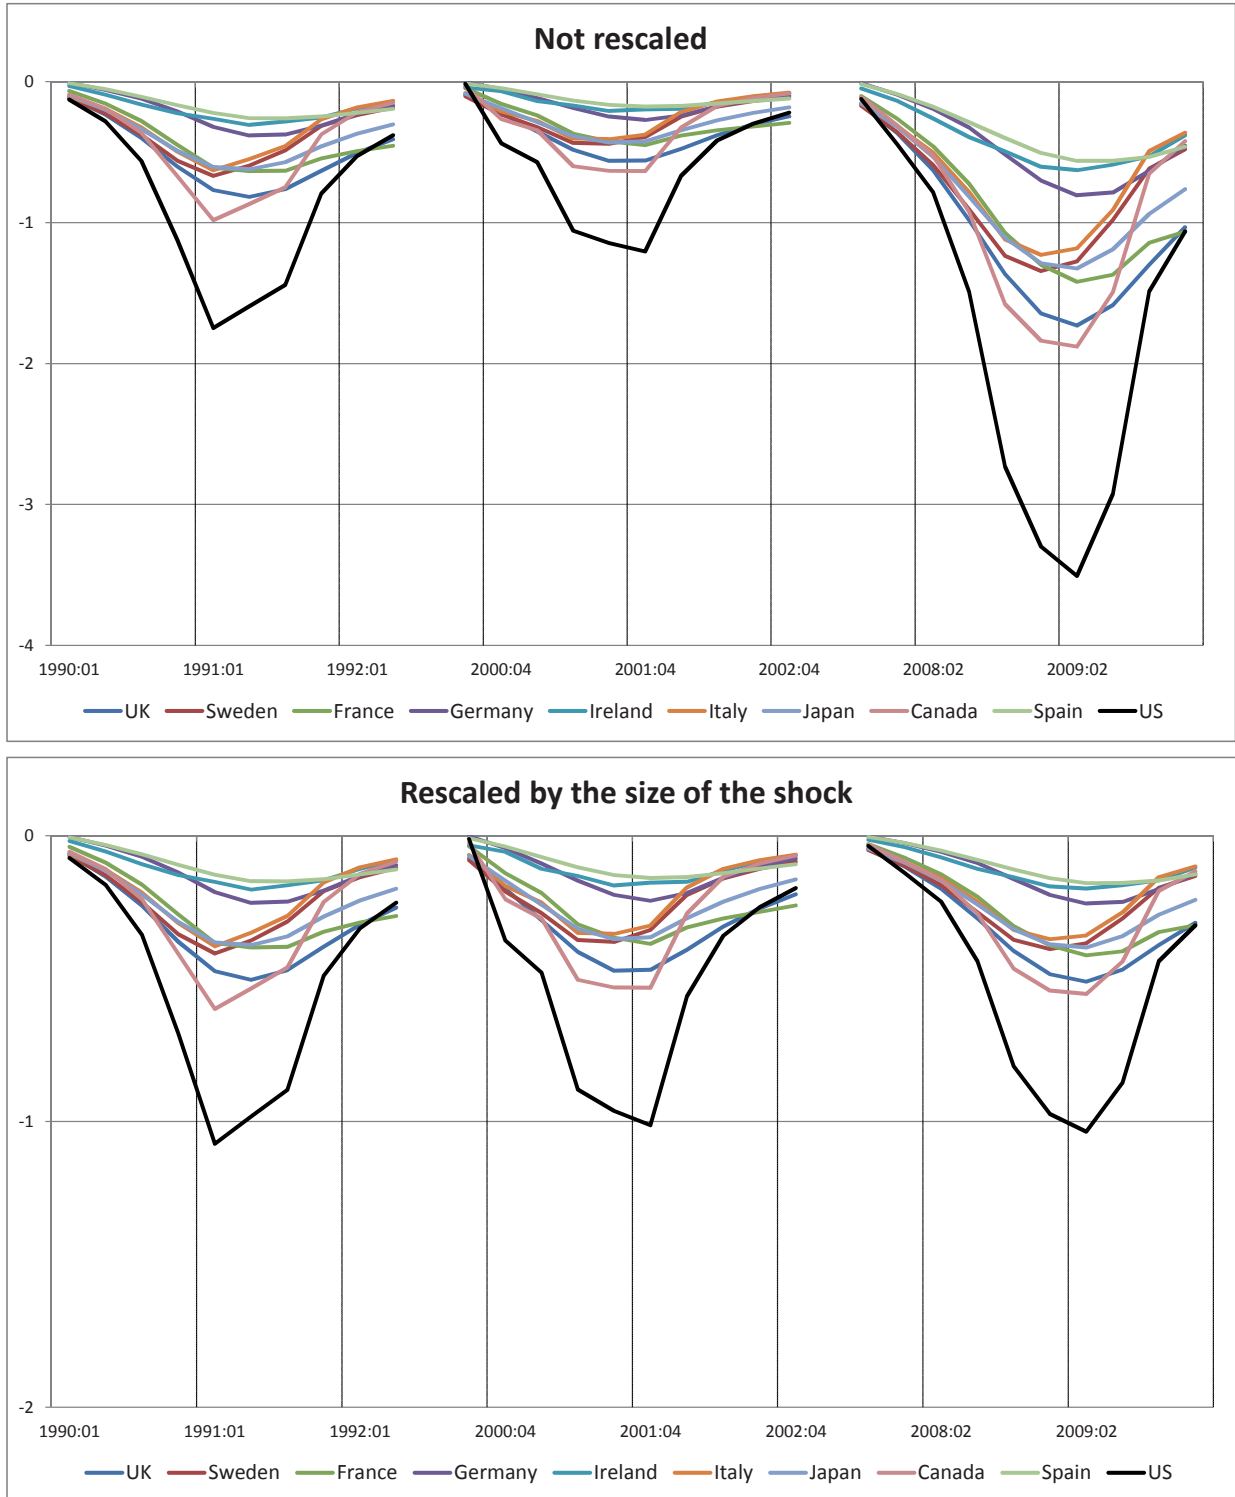 Not rescaled
0
-1
-2
-3
-4
1990:01 1991:01 1992:01 2000:04 2001:04 2002:04 2008:02 2009:02
UK Sweden France Germany Ireland Italy Japan Canada Spain US
Rescaled by the size of the shock
0
-1
-2
1990:01 1991:01 1992:01 2000:04 2001:04 2002:04 2008:02 2009:02
UK Sweden France Germany Ireland Italy Japan Canada Spain US